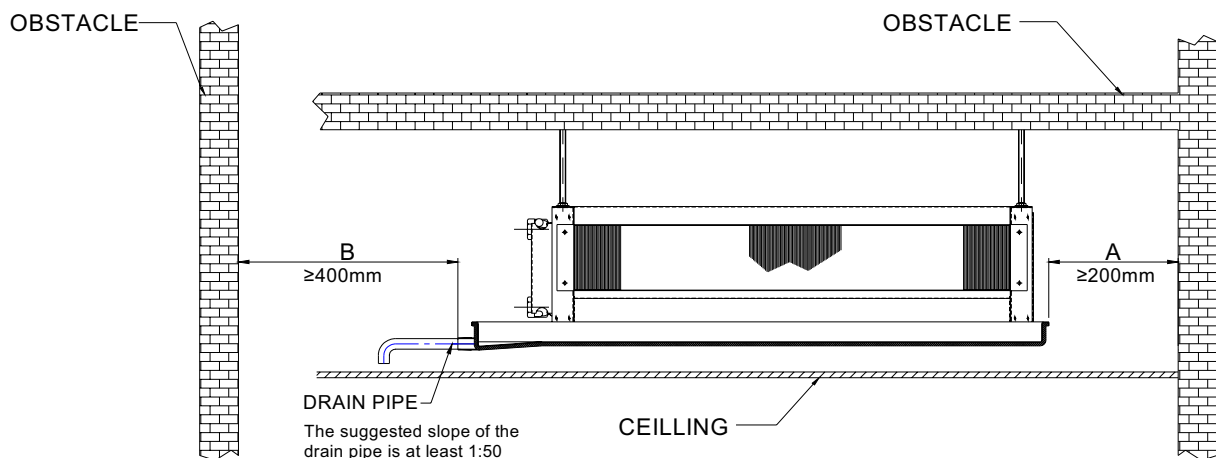 OBSTACLE
OBSTACLE
B
≥400mm
A
≥200mm
DRAIN PIPE
The suggested slope of the
drain pipe is at least 1:50
CEILLING